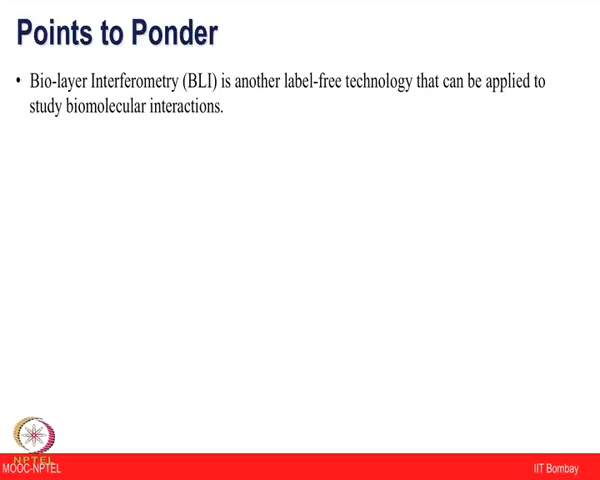 Points to Ponder
• Bio-layer Interferometry (BLI) is another label-free technology that can be applied to
study biomolecular interactions.
NPTEL
MOOC-NPTEL
IIT Bombay